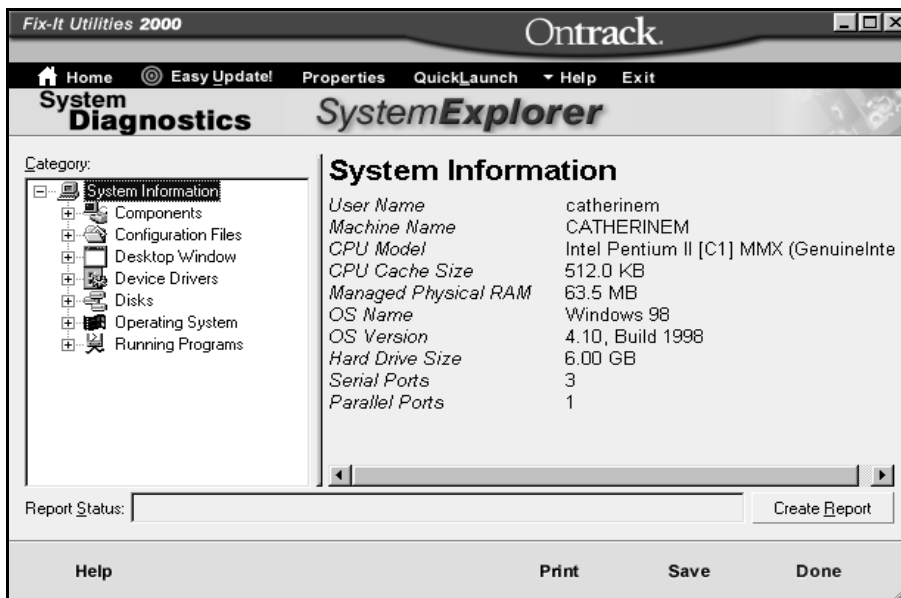 Fix-It Utilities 2000
Ontrack.
Home Easy Update! Properties QuickLaunch Help Exit
System Diagnostics
SystemExplorer
Category:
System Information
Components
Configuration Files
Desktop Window
Device Drivers
Disks
Operating System
Running Programs
System Information
User Name catherinem
Machine Name CATHERINEM
CPU Model Intel Pentium II [C1] MMX (GenuineInte
CPU Cache Size 512.0 KB
Managed Physical RAM 63.5 MB
OS Name Windows 98
OS Version 4.10, Build 1998
Hard Drive Size 6.00 GB
Serial Ports 3
Parallel Ports 1
Report Status:
Create Report
Help Print Save Done